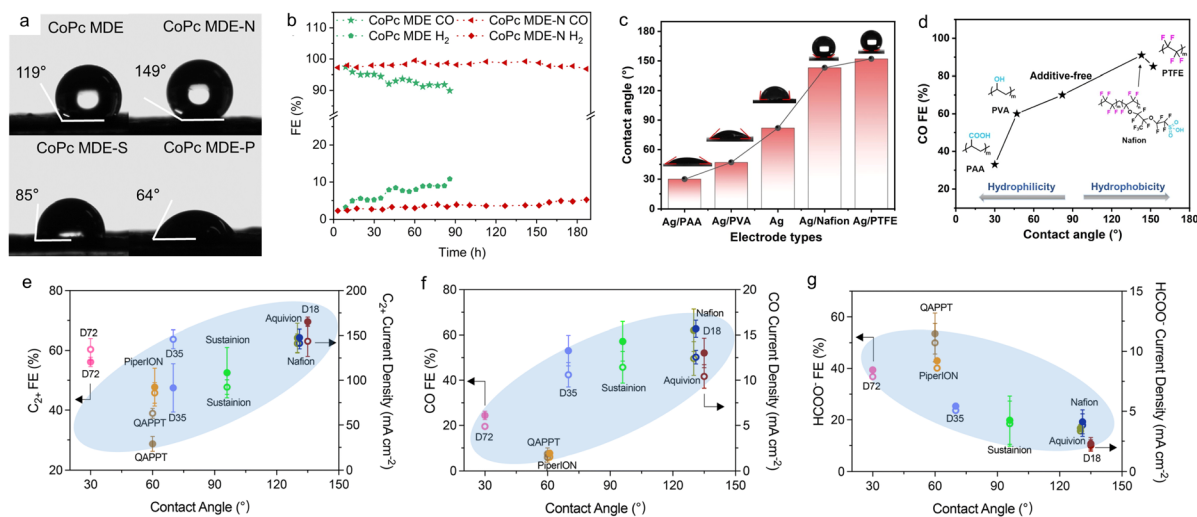 a
CoPc MDE
CoPc MDE-N
119°
149°
CoPc MDE-S
CoPc MDE-P
85°
64°
b
CoPc MDE CO
CoPc MDE-N CO
CoPc MDE H₂
CoPc MDE-N H₂
FE (%)
110
100
90
80
20
10
0
0
30
60
90
120
150
180
Time (h)
c
Contact angle (°)
180
160
140
120
100
80
60
40
20
0
Ag/PAA
Ag/PVA
Ag
Ag/Nafion
Ag/PTFE
Electrode types
d
CO FE (%)
100
80
60
40
20
0
30
60
90
120
150
180
Contact angle (°)
COOH
m
PAA
OH
m
PVA
Additive-free
F F
F F
m
PTFE
Nafion
Hydrophilicity
Hydrophobicity
e
C₂₊ FE (%)
80
60
40
20
D72
D72
PiperION
QAPPT
QAPPT
D35
D35
Sustainion
Sustainion
Aquivion
D18
Nafion
30
60
90
120
150
Contact Angle (°)
200
150
100
50
0
C₂₊ Current Density (mA cm⁻²)
f
CO FE (%)
80
60
40
20
0
D72
QAPPT
PiperION
D35
Sustainion
Nafion
D18
Aquivion
30
60
90
120
150
Contact Angle (°)
20
15
10
5
0
CO Current Density (mA cm⁻²)
g
HCOO⁻ FE (%)
60
40
20
0
QAPPT
D72
PiperION
D35
Sustainion
Nafion
Aquivion
D18
30
60
90
120
150
Contact Angle (°)
15
10
5
0
HCOO⁻ Current Density (mA cm⁻²)